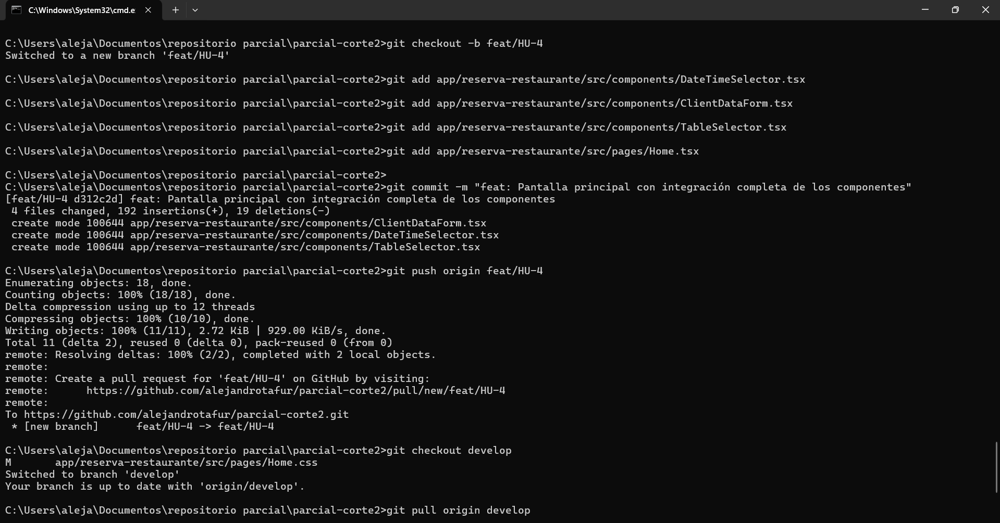 C:\Windows\System32\cmd.e
C:\Users\aleja\Documentos\repositorio parcial\parcial-corte2>git checkout -b feat/HU-4
Switched to a new branch 'feat/HU-4'
C:\Users\aleja\Documentos\repositorio parcial\parcial-corte2>git add app/reserva-restaurante/src/components/DateTimeSelector.tsx
C:\Users\aleja\Documentos\repositorio parcial\parcial-corte2>git add app/reserva-restaurante/src/components/ClientDataForm.tsx
C:\Users\aleja\Documentos\repositorio parcial\parcial-corte2>git add app/reserva-restaurante/src/components/TableSelector.tsx
C:\Users\aleja\Documentos\repositorio parcial\parcial-corte2>git add app/reserva-restaurante/src/pages/Home.tsx
C:\Users\aleja\Documentos\repositorio parcial\parcial-corte2>
C:\Users\aleja\Documentos\repositorio parcial\parcial-corte2>git commit -m "feat: Pantalla principal con integración completa de los componentes"
[feat/HU-4 d312c2d] feat: Pantalla principal con integración completa de los componentes
 4 files changed, 192 insertions(+), 19 deletions(-)
 create mode 100644 app/reserva-restaurante/src/components/ClientDataForm.tsx
 create mode 100644 app/reserva-restaurante/src/components/DateTimeSelector.tsx
 create mode 100644 app/reserva-restaurante/src/components/TableSelector.tsx
C:\Users\aleja\Documentos\repositorio parcial\parcial-corte2>git push origin feat/HU-4
Enumerating objects: 18, done.
Counting objects: 100% (18/18), done.
Delta compression using up to 12 threads
Compressing objects: 100% (10/10), done.
Writing objects: 100% (11/11), 2.72 KiB | 929.00 KiB/s, done.
Total 11 (delta 2), reused 0 (delta 0), pack-reused 0 (from 0)
remote: Resolving deltas: 100% (2/2), completed with 2 local objects.
remote:
remote: Create a pull request for 'feat/HU-4' on GitHub by visiting:
remote:      https://github.com/alejandrotafur/parcial-corte2/pull/new/feat/HU-4
remote:
To https://github.com/alejandrotafur/parcial-corte2.git
 * [new branch]      feat/HU-4 -> feat/HU-4
C:\Users\aleja\Documentos\repositorio parcial\parcial-corte2>git checkout develop
M       app/reserva-restaurante/src/pages/Home.css
Switched to branch 'develop'
Your branch is up to date with 'origin/develop'.
C:\Users\aleja\Documentos\repositorio parcial\parcial-corte2>git pull origin develop